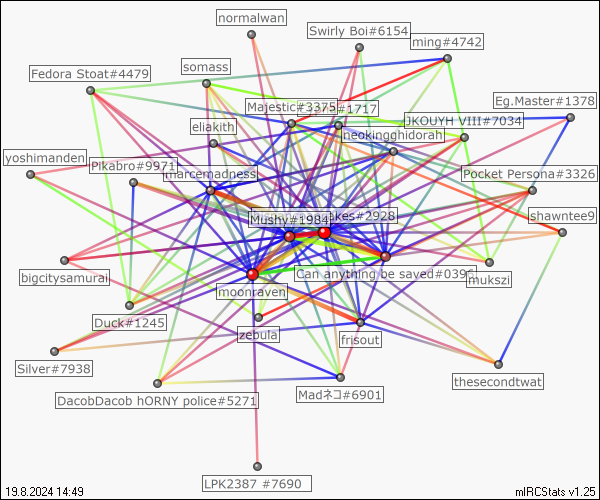 normalwan
Swirly Boi#6154
ming#4742
somass
Fedora Stoat#4479
Majestic#3375
#1717
Eg.Master#1378
JKOUYH VIII#7034
eliakith
neokingghidorah
yoshimanden
Pikabro#9971
marcemadness
Pocket Persona#3326
Mushy#1984
akes#2928
shawntee9
bigcitysamurai
Can anything be saved#0396
mukszi
moonraven
Duck#1245
zebula
frisout
Silver#7938
thesecondtwat
DacobDacob hORNY police#5271
Madネコ#6901
LPK2387 #7690
19.8.2024 14:49
mIRCStats v1.25